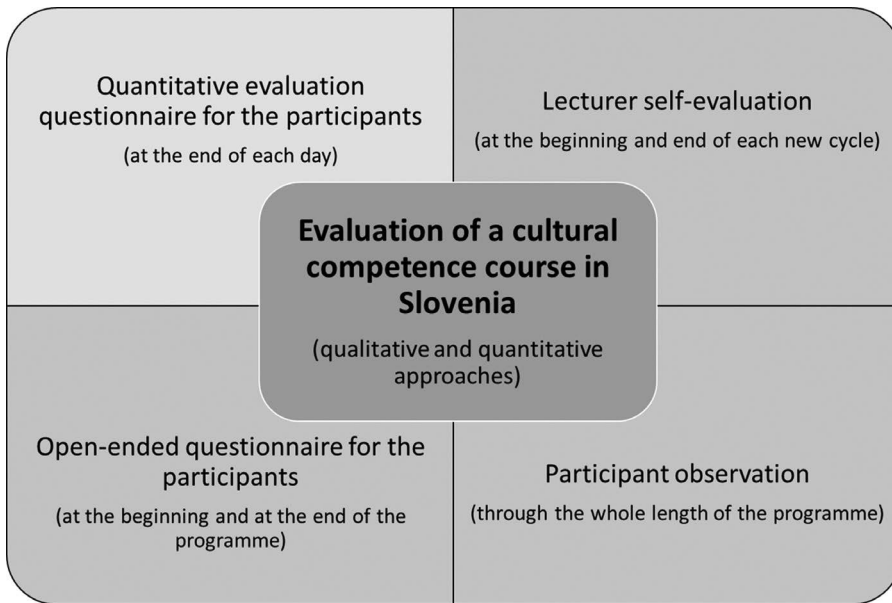 Quantitative evaluation
questionnaire for the participants
(at the end of each day)
Lecturer self-evaluation
(at the beginning and end of each new cycle)
Evaluation of a cultural
competence course in
Slovenia
(qualitative and quantitative
approaches)
Open-ended questionnaire for the
participants
(at the beginning and at the end of the
programme)
Participant observation
(through the whole length of the programme)